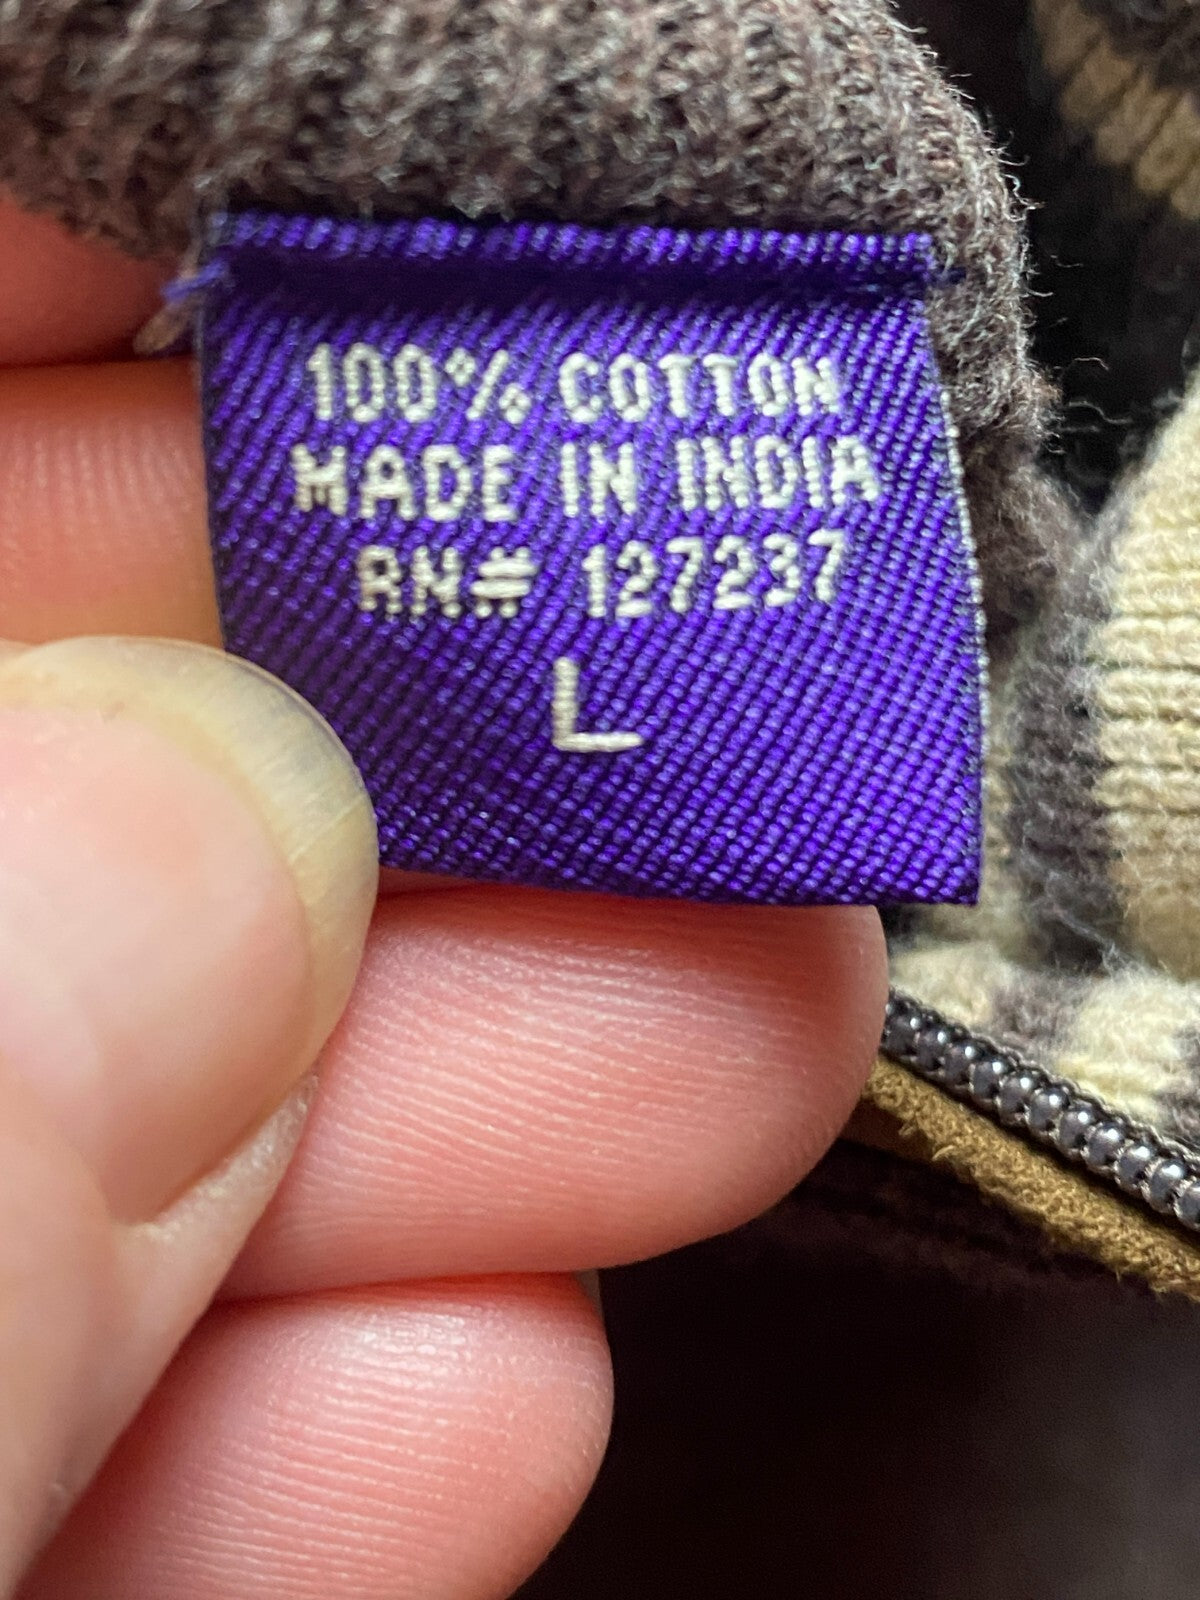 100% COTTON
MADE IN INDIA
RN# 127237
L